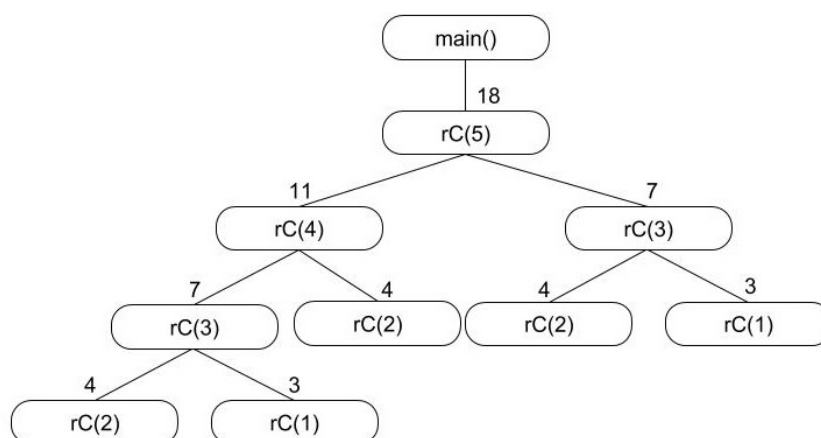 main()
18
rC(5)
11 7
rC(4) rC(3)
7 4 4 3
rC(3) rC(2) rC(2) rC(1)
4 3
rC(2) rC(1)